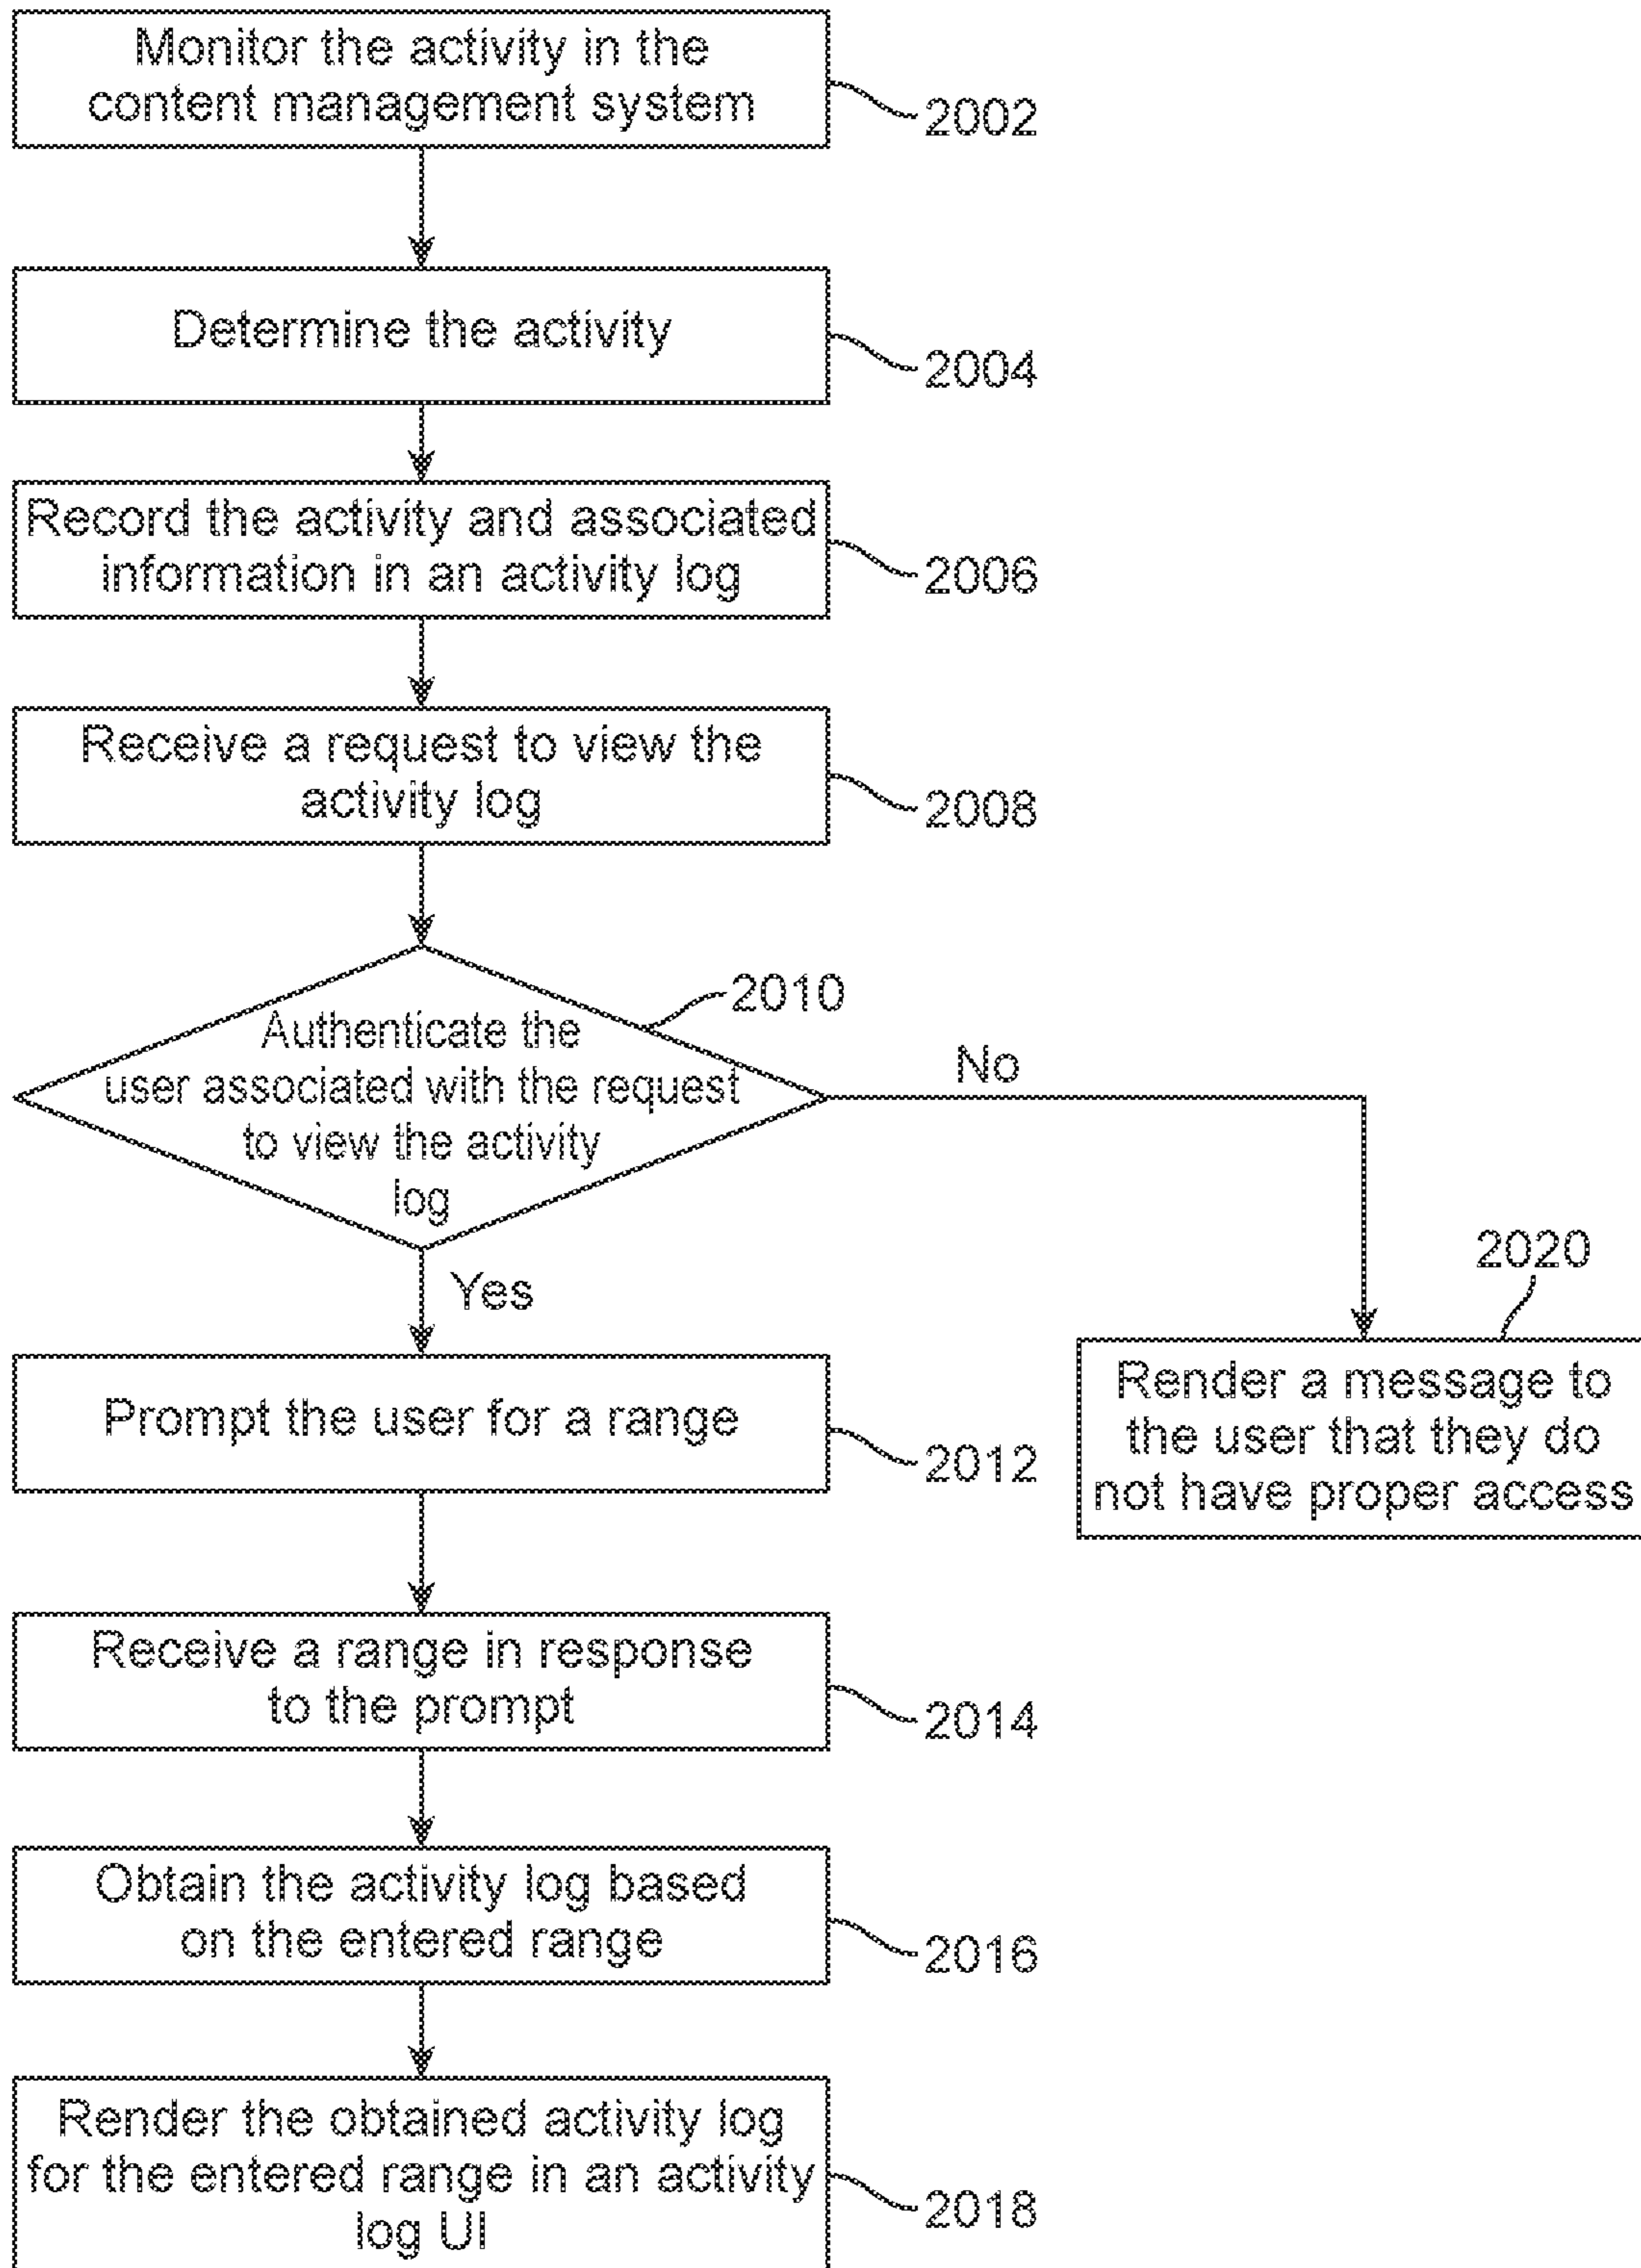 Monitor the activity in the
content management system
2002
Determine the activity
2004
Record the activity and associated
information in an activity log
2006
Receive a request to view the
activity log
2008
2010
Authenticate the
user associated with the request
to view the activity
log
No
Yes
2020
Render a message to
the user that they do
not have proper access
Prompt the user for a range
2012
Receive a range in response
to the prompt
2014
Obtain the activity log based
on the entered range
2016
Render the obtained activity log
for the entered range in an activity
log UI
2018